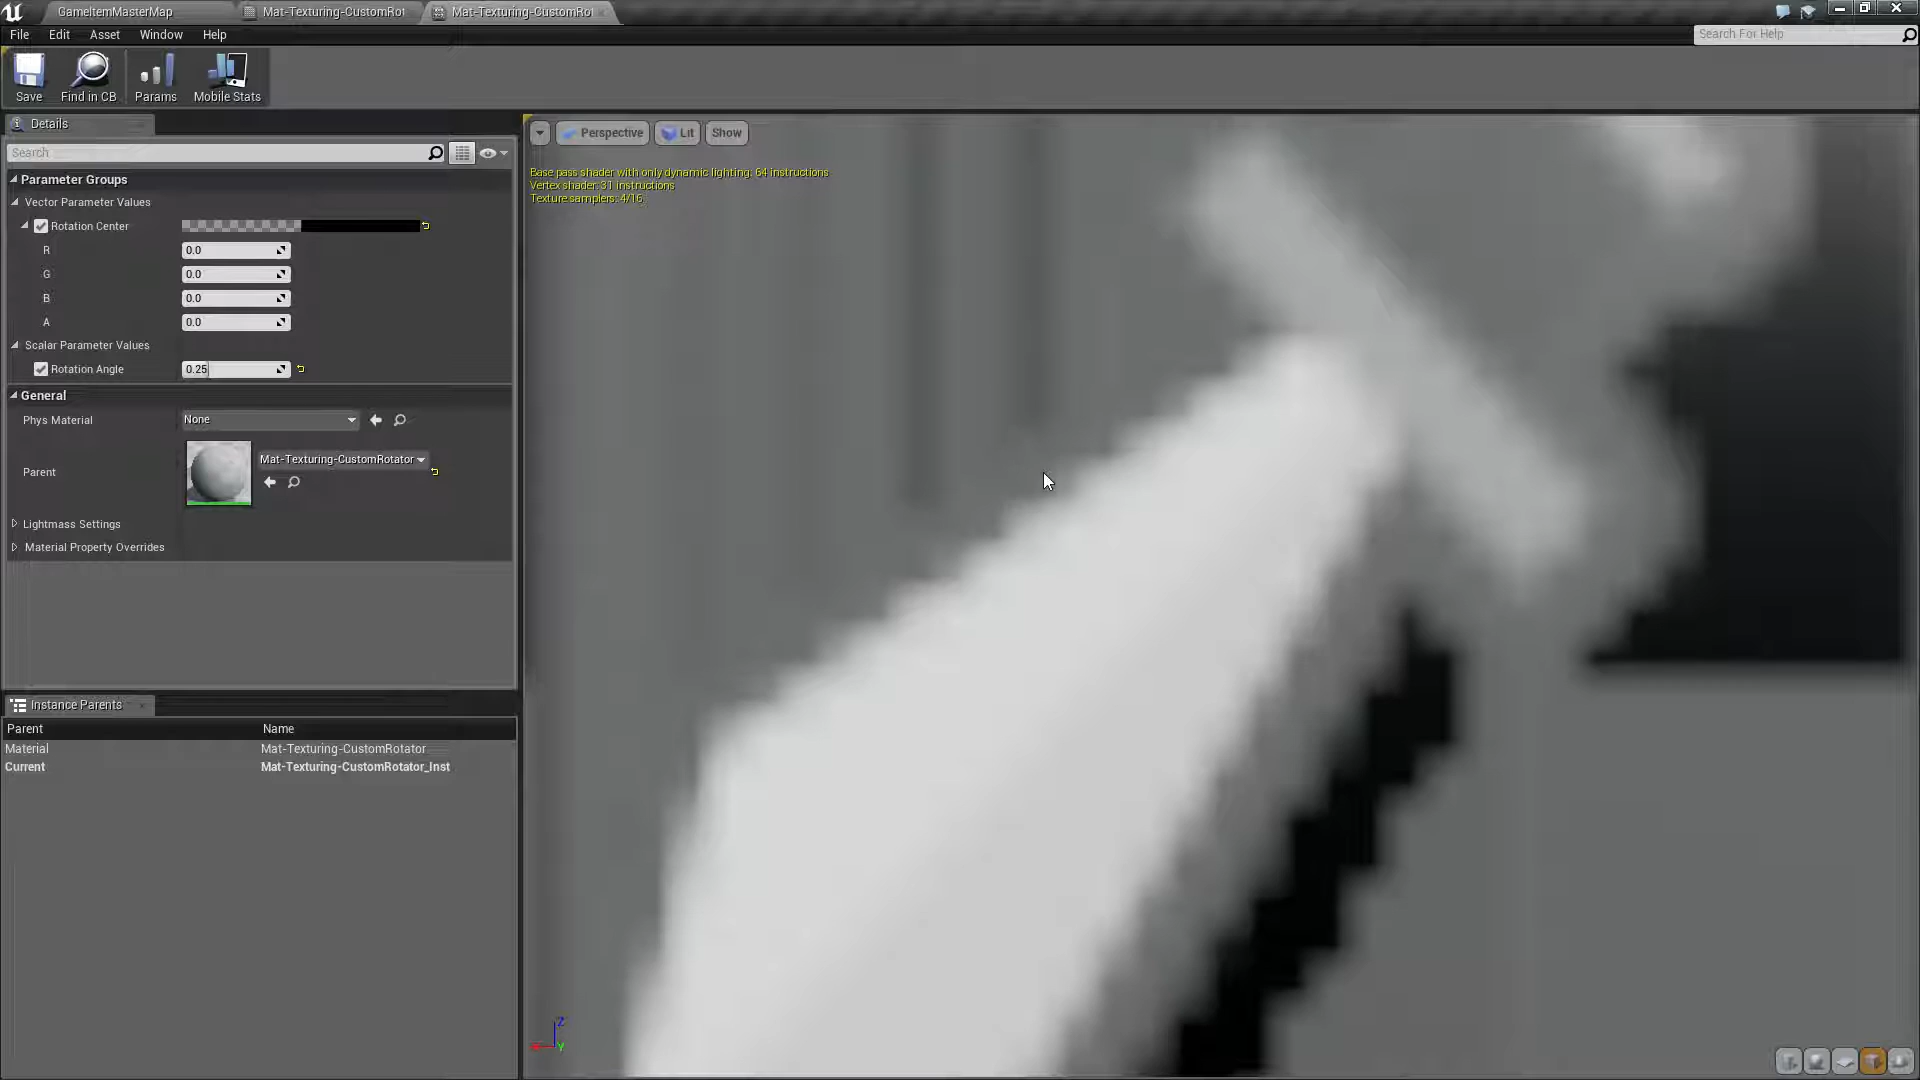 GameItemMasterMap
Mat-Texturing-CustomRot
Mat-Texturing-CustomRot
File Edit Asset Window Help
Search For Help
Save Find in CB Params Mobile Stats
Details
Search
Parameter Groups
Vector Parameter Values
Rotation Center
R 0.0
G 0.0
B 0.0
A 0.0
Scalar Parameter Values
Rotation Angle 0.25
General
Phys Material None
Parent Mat-Texturing-CustomRotator
Lightmass Settings
Material Property Overrides
Instance Parents
Parent Name
Material Mat-Texturing-CustomRotator
Current Mat-Texturing-CustomRotator_Inst
Perspective Lit Show
Base pass shader with only dynamic lighting: 64 instructions
Vertex shader: 31 instructions
Texture samplers: 4/16
Z
Y